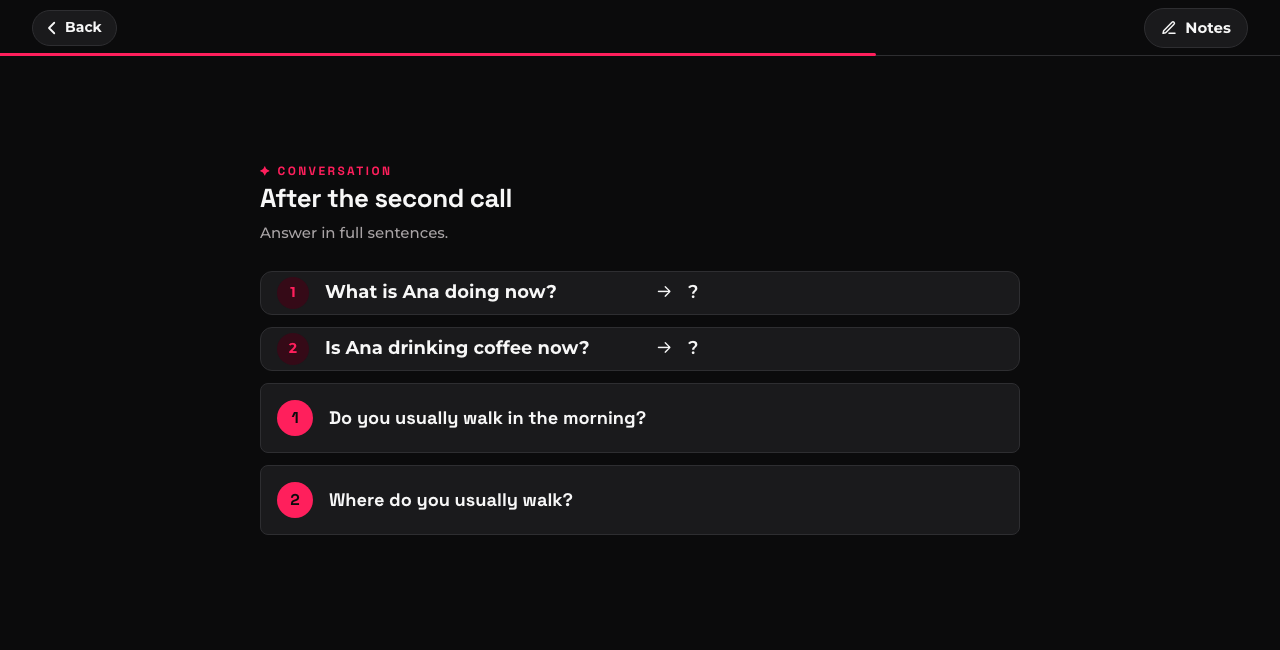 Back
Notes
CONVERSATION
After the second call
Answer in full sentences.
1 What is Ana doing now? → ?
2 Is Ana drinking coffee now? → ?
1 Do you usually walk in the morning?
2 Where do you usually walk?